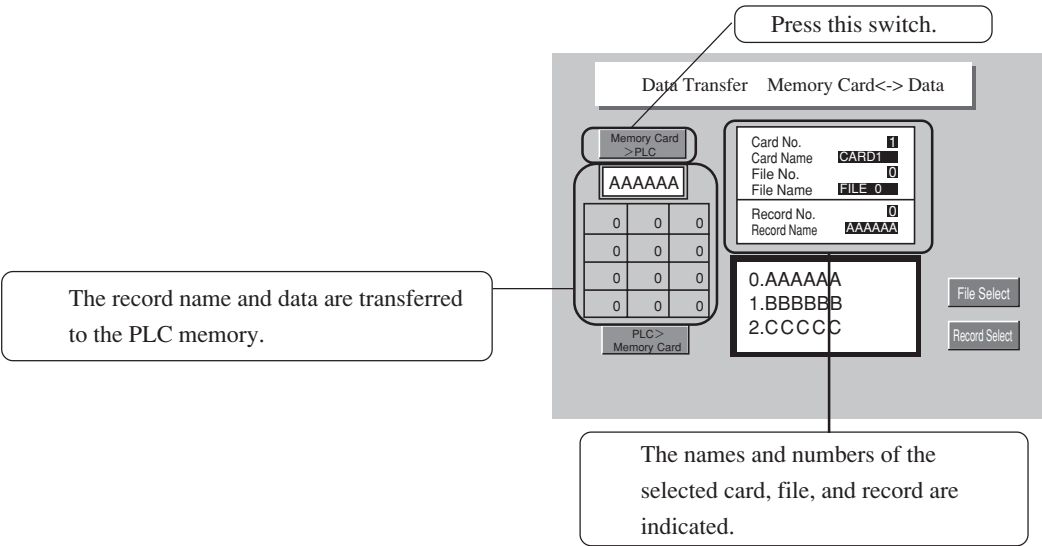 Press this switch.
Data Transfer Memory Card<-> Data
Memory Card
>PLC
AAAAAA
0 0 0
0 0 0
0 0 0
0 0 0
PLC>
Memory Card
Card No. 1
Card Name CARD1
File No. 0
File Name FILE 0
Record No. 0
Record Name AAAAAA
0.AAAAAA
1.BBBBBB
2.CCCCC
File Select
Record Select
The record name and data are transferred
to the PLC memory.
The names and numbers of the
selected card, file, and record are
indicated.